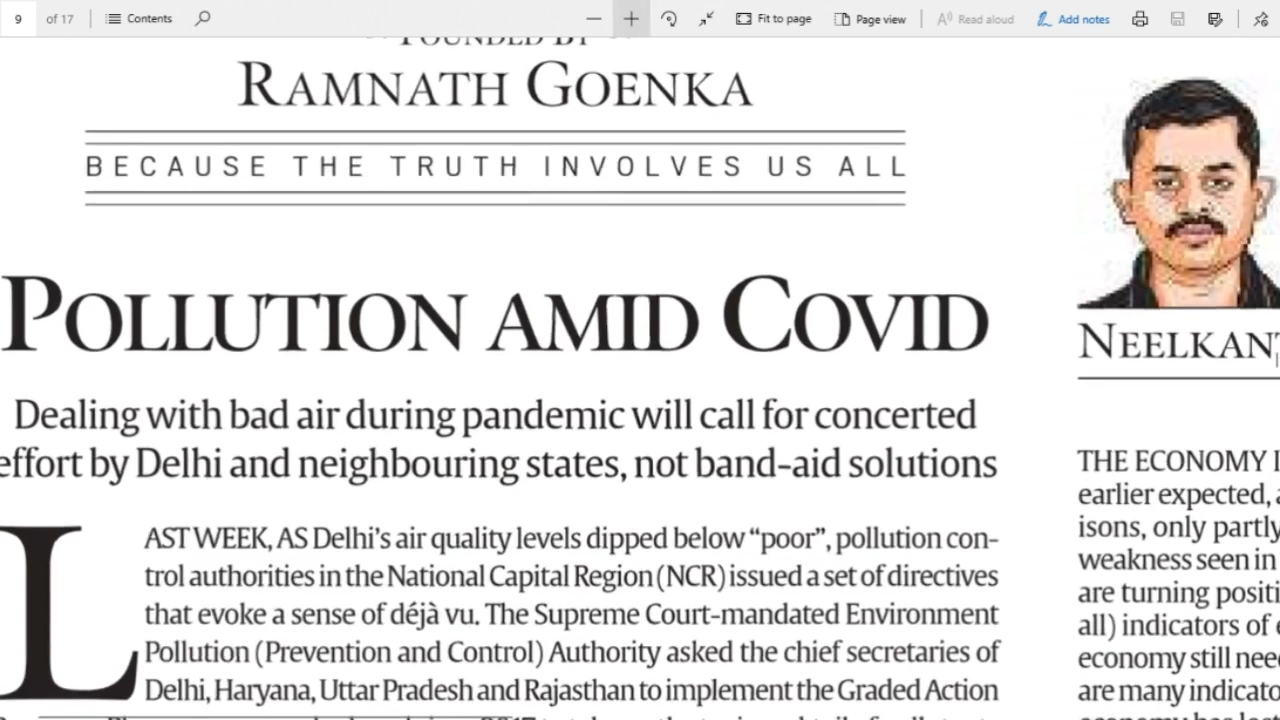 9 of 17 Contents Fit to page Page view Read aloud Add notes
FOUNDED BY
RAMNATH GOENKA
BECAUSE THE TRUTH INVOLVES US ALL
POLLUTION AMID COVID
Dealing with bad air during pandemic will call for concerted
effort by Delhi and neighbouring states, not band-aid solutions
LAST WEEK, AS Delhi's air quality levels dipped below “poor”, pollution con-
trol authorities in the National Capital Region (NCR) issued a set of directives
that evoke a sense of déjà vu. The Supreme Court-mandated Environment
Pollution (Prevention and Control) Authority asked the chief secretaries of
Delhi, Haryana, Uttar Pradesh and Rajasthan to implement the Graded Action
NEELKAN
THE ECONOMY
earlier expected,
isons, only partly
weakness seen in
are turning positi
all) indicators of
economy still nee
are many indicato